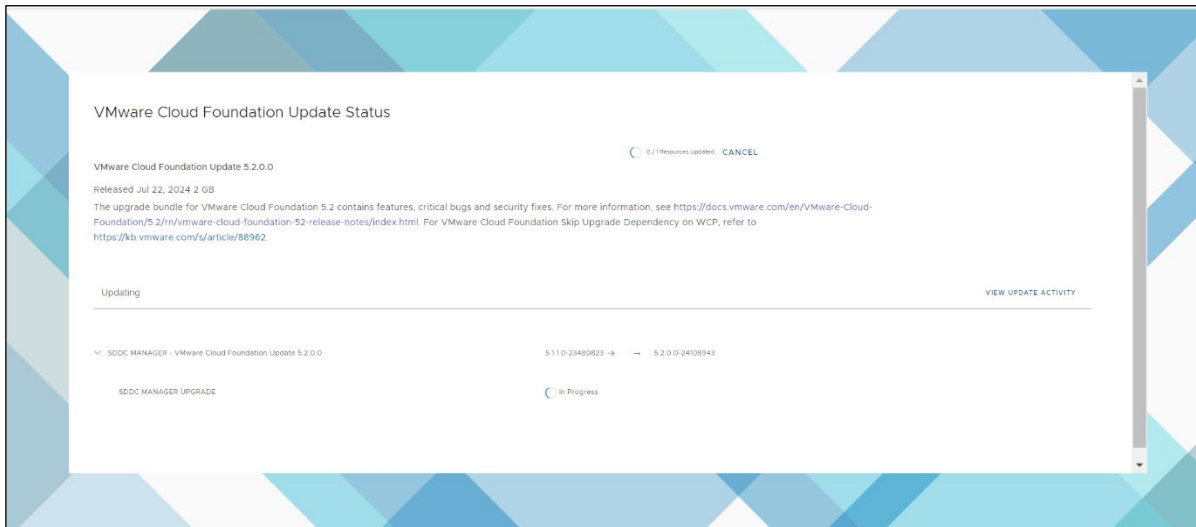 VMware Cloud Foundation Update Status
0 / 1 Resources Updated CANCEL
VMware Cloud Foundation Update 5.2.0.0
Released Jul 22, 2024 2 GB
The upgrade bundle for VMware Cloud Foundation 5.2 contains features, critical bugs and security fixes. For more information, see https://docs.vmware.com/en/VMware-Cloud-
Foundation/5.2/rn/vmware-cloud-foundation-52-release-notes/index.html. For VMware Cloud Foundation Skip Upgrade Dependency on WCP, refer to
https://kb.vmware.com/s/article/88962.
Updating VIEW UPDATE ACTIVITY
SDDC MANAGER - VMware Cloud Foundation Update 5.2.0.0 5.1.1.0-23480823 → → 5.2.0.0-24108943
SDDC MANAGER UPGRADE In Progress